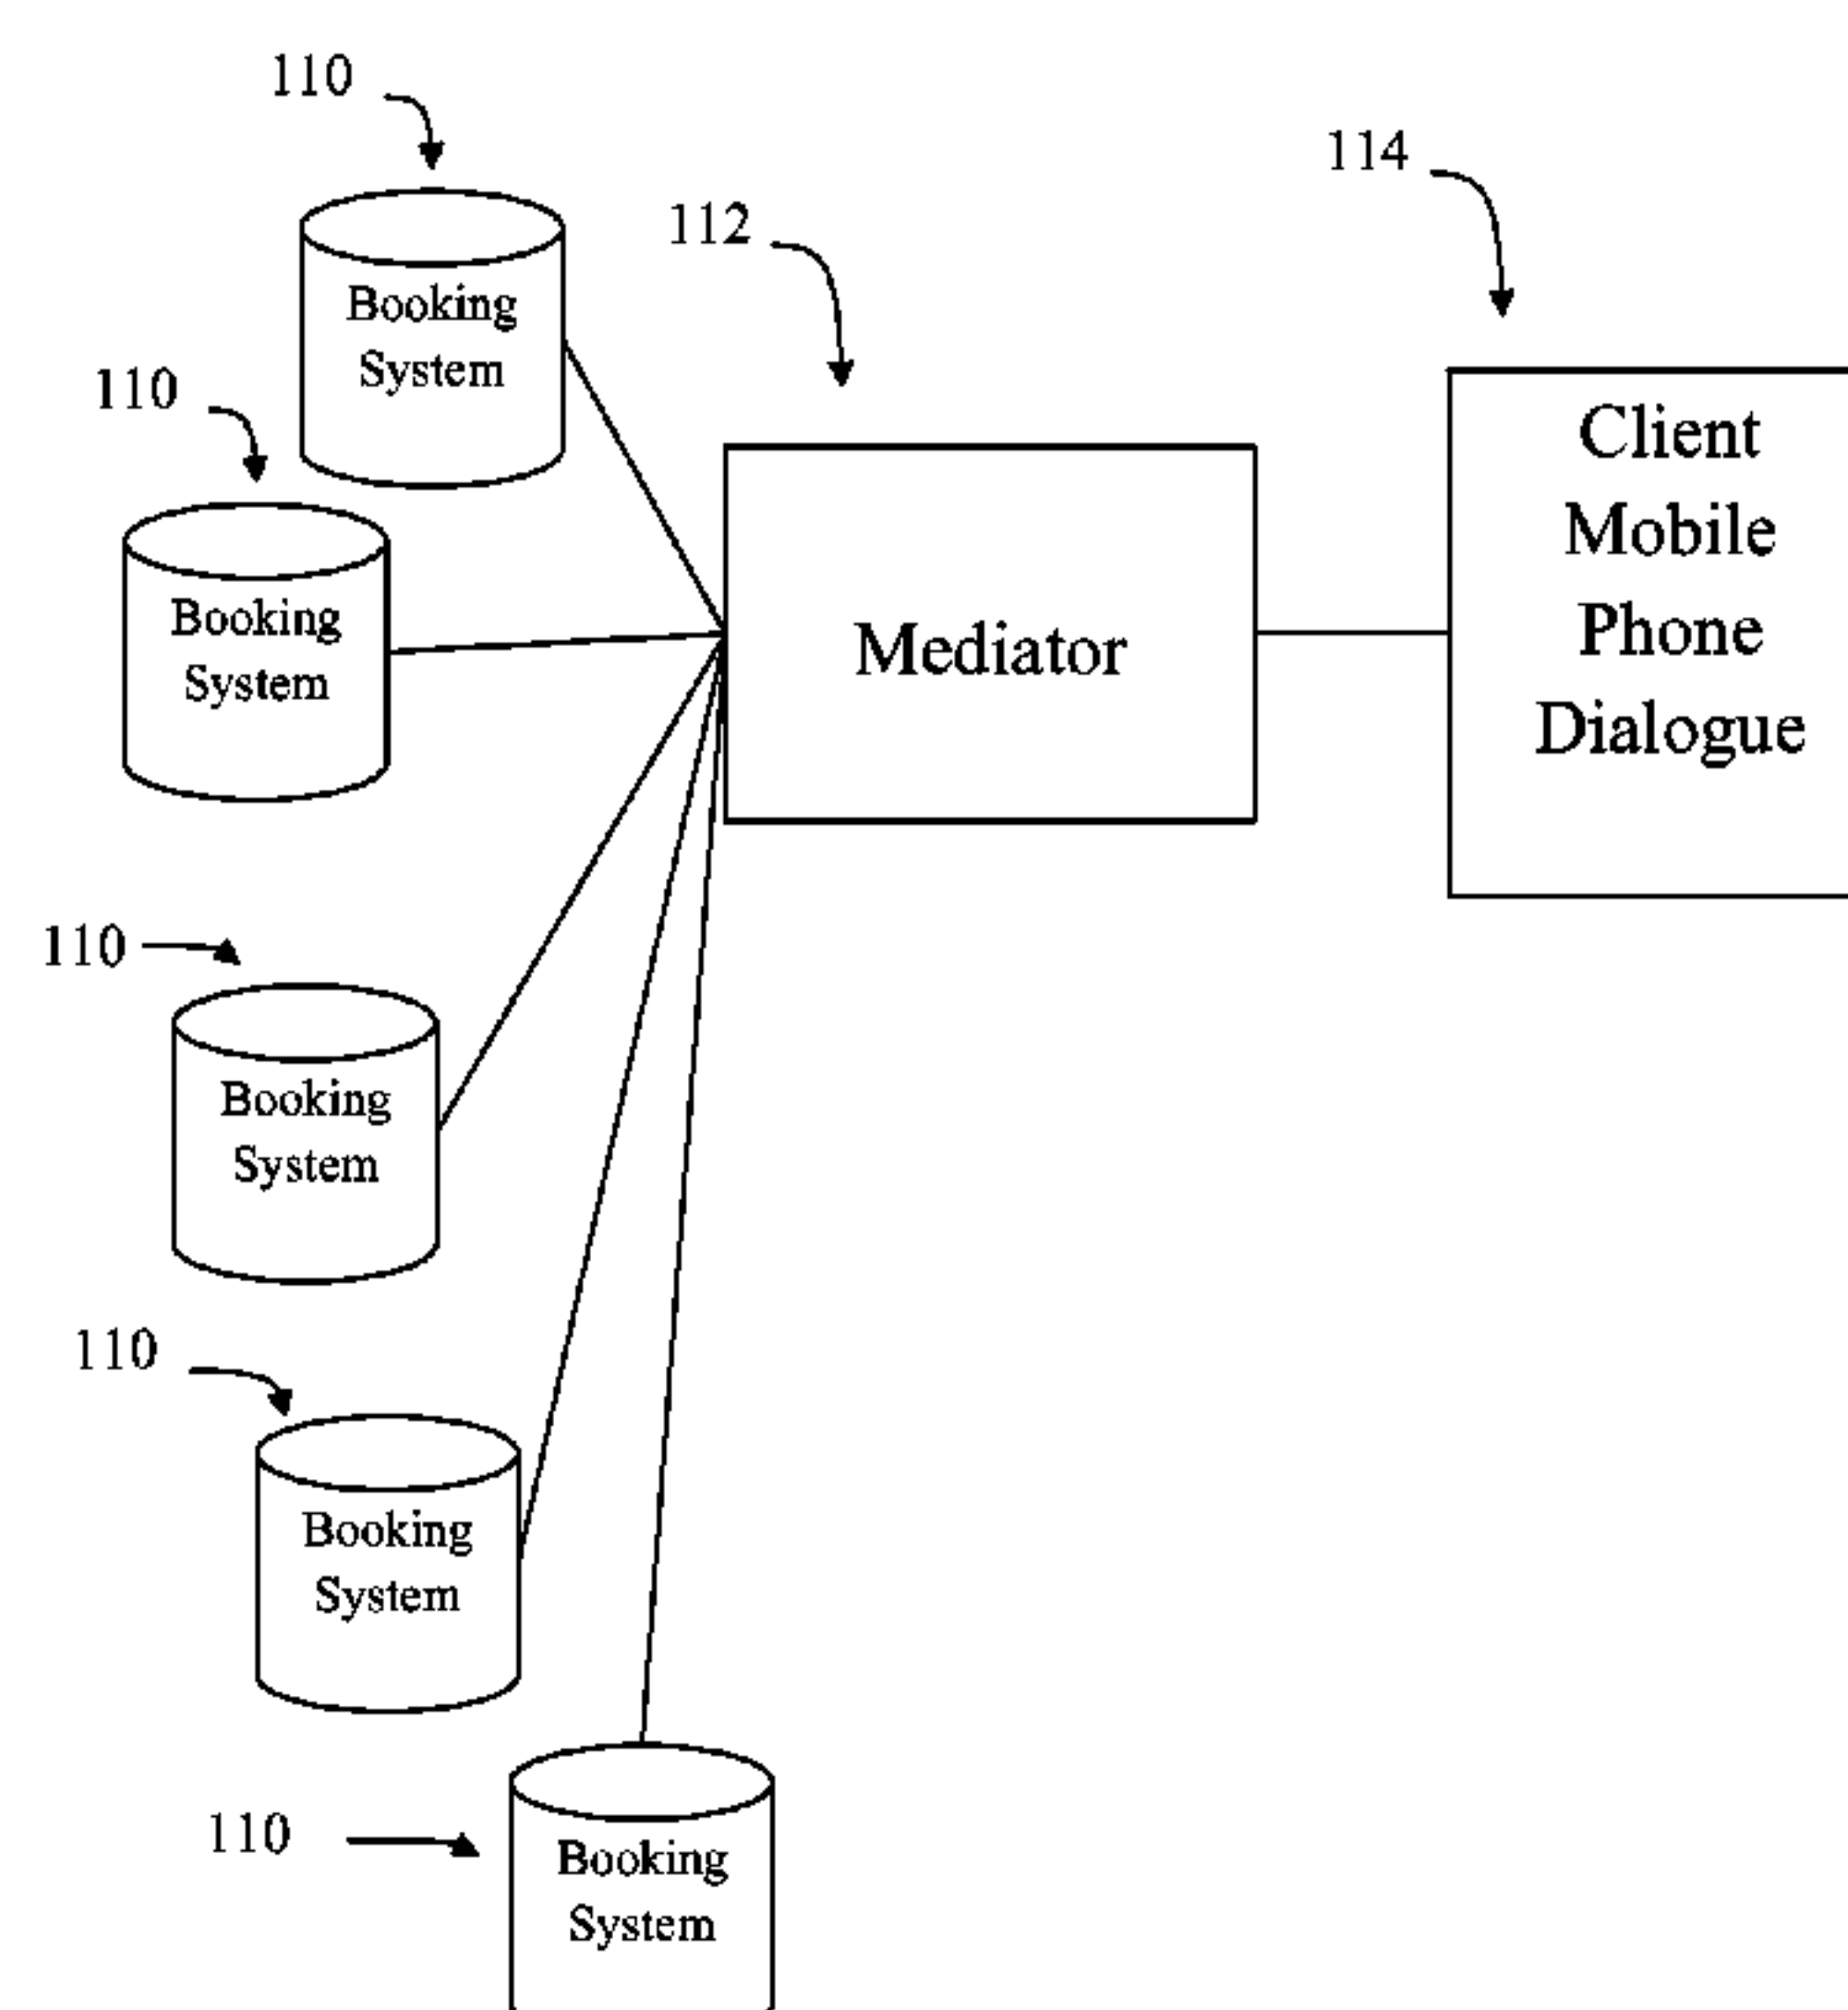 110
114
112
Booking
System
110
Client
Mobile
Phone
Dialogue
Booking
System
Mediator
110
Booking
System
110
Booking
System
110
Booking
System